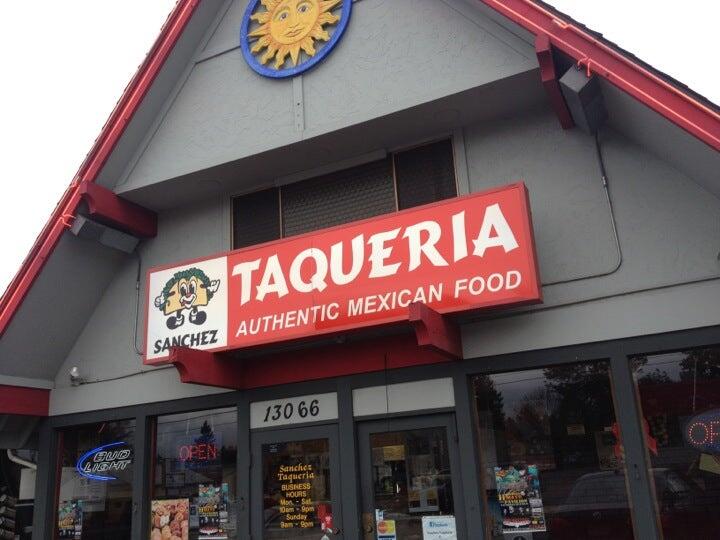 TAQUERIA
AUTHENTIC MEXICAN FOOD
SANCHEZ
13066
BUD
LIGHT
OPEN
Sanchez
Taqueria
BUSINESS
HOURS
Mon. - Sat.
10am - 9pm
Sunday
9am - 9pm